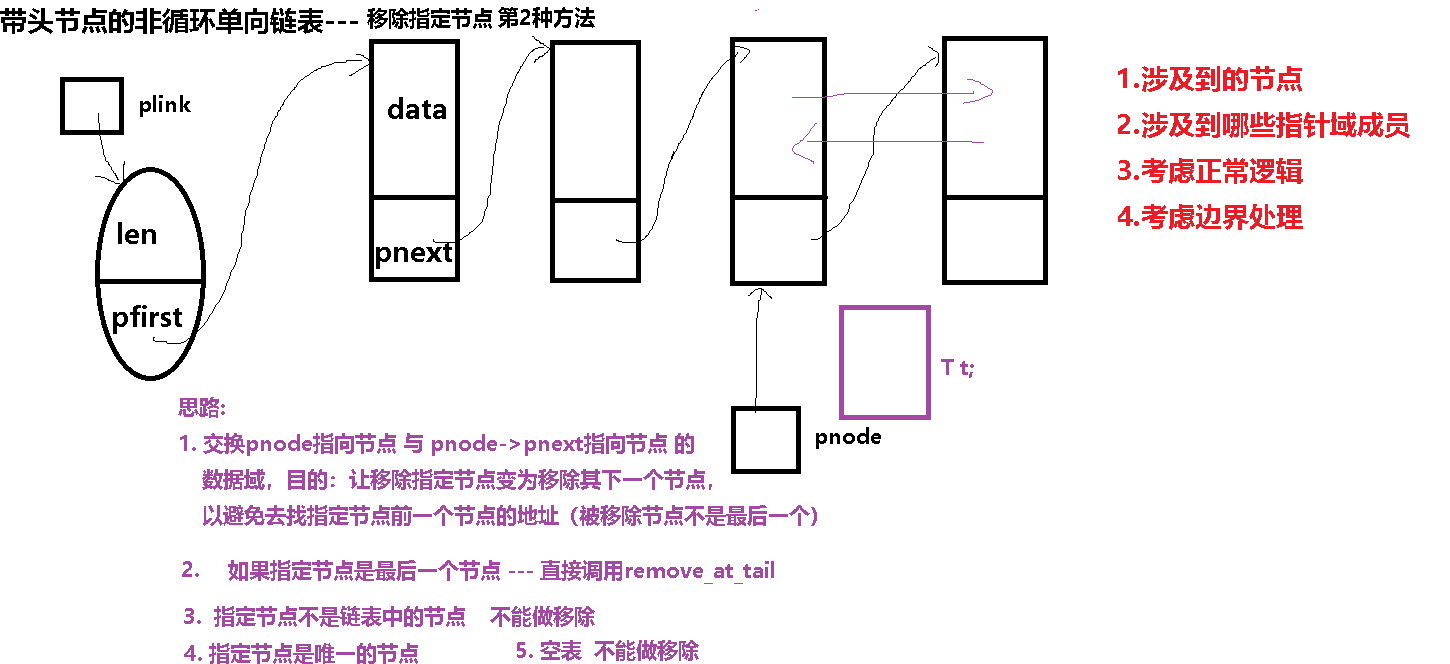 带头节点的非循环单向链表--- 移除指定节点 第2种方法
plink
data
len
pnext
pfirst
1.涉及到的节点
2.涉及到哪些指针域成员
3.考虑正常逻辑
4.考虑边界处理
T t;
pnode
思路:
1. 交换pnode指向节点 与 pnode->pnext指向节点 的
数据域，目的：让移除指定节点变为移除其下一个节点，
以避免去找指定节点前一个节点的地址（被移除节点不是最后一个）
2. 如果指定节点是最后一个节点 --- 直接调用remove_at_tail
3. 指定节点不是链表中的节点 不能做移除
4. 指定节点是唯一的节点 5. 空表 不能做移除